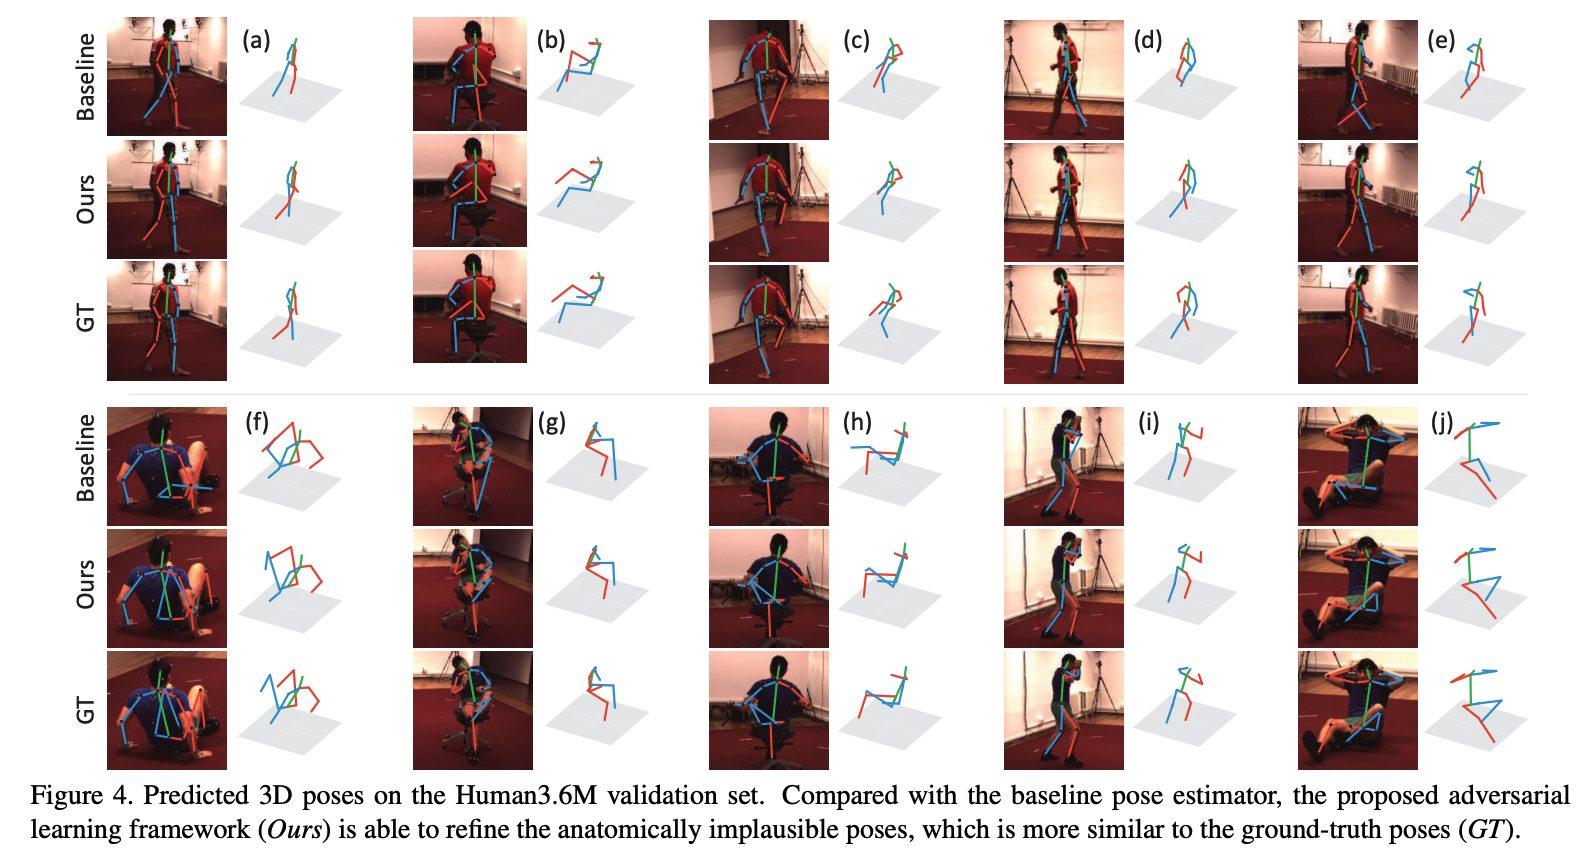 Baseline
(a)
(b)
(c)
(d)
(e)
Ours
GT
Baseline
(f)
(g)
(h)
(i)
(j)
Ours
GT
Figure 4. Predicted 3D poses on the Human3.6M validation set. Compared with the baseline pose estimator, the proposed adversarial
learning framework (Ours) is able to refine the anatomically implausible poses, which is more similar to the ground-truth poses (GT).